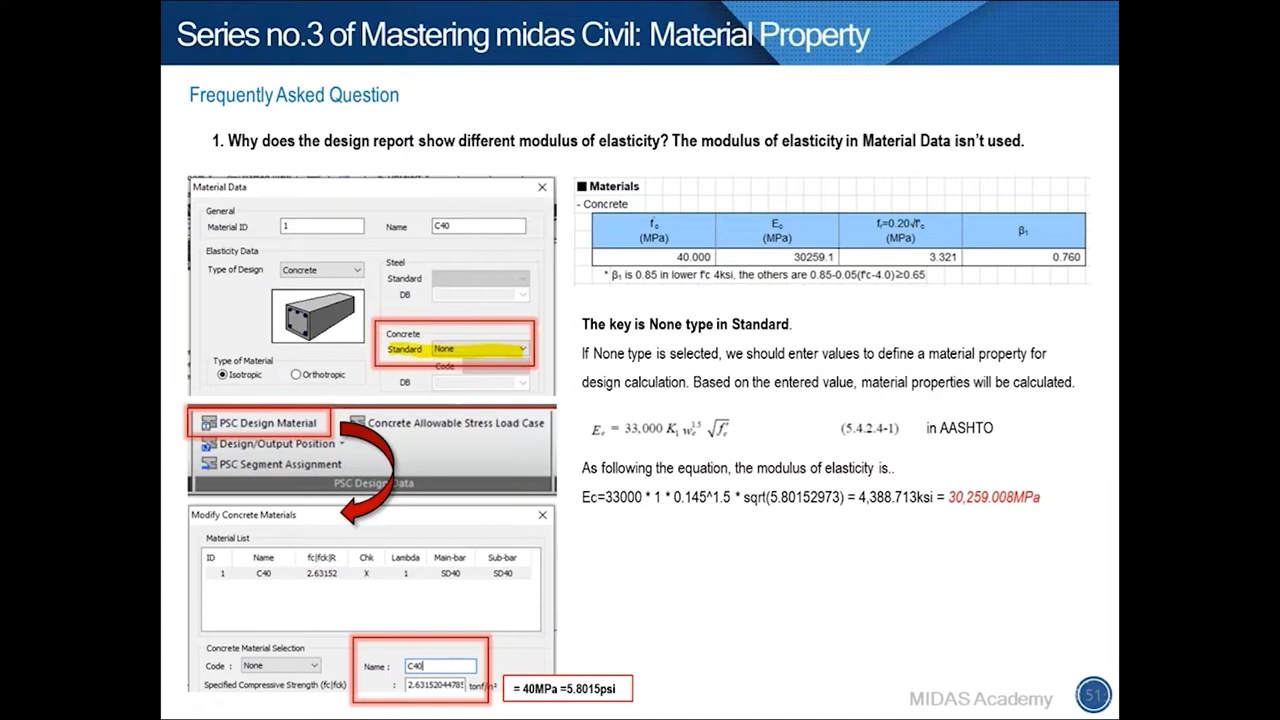 Series no.3 of Mastering midas Civil: Material Property
Frequently Asked Question
1. Why does the design report show different modulus of elasticity? The modulus of elasticity in Material Data isn't used.
Material Data
General
Material ID 1 Name C40
Elasticity Data
Type of Design Concrete
Steel
Standard
DB
Concrete
Standard None
Code
DB
Type of Material
Isotropic Orthotropic
PSC Design Material Concrete Allowable Stress Load Case
Design/Output Position
PSC Segment Assignment
PSC Design Data
Modify Concrete Materials
Material List
ID Name fc|fck|R Chk Lambda Main-bar Sub-bar
1 C40 2.63152 X 1 SD40 SD40
Concrete Material Selection
Code : None Name : C40
Specified Compressive Strength (fc|fck) : 2.6315204478 tonf/in²
= 40MPa =5.8015psi
■ Materials
- Concrete
f'c (MPa) Ec (MPa) fr=0.20√f'c (MPa) β1
40.000 30259.1 3.321 0.760
* β1 is 0.85 in lower f'c 4ksi, the others are 0.85-0.05(f'c-4.0)≥0.65
The key is None type in Standard.
If None type is selected, we should enter values to define a material property for
design calculation. Based on the entered value, material properties will be calculated.
Ec = 33,000 K1 wc^1.5 √f'c (5.4.2.4-1) in AASHTO
As following the equation, the modulus of elasticity is..
Ec=33000 * 1 * 0.145^1.5 * sqrt(5.80152973) = 4,388.713ksi = 30,259.008MPa
MIDAS Academy 51